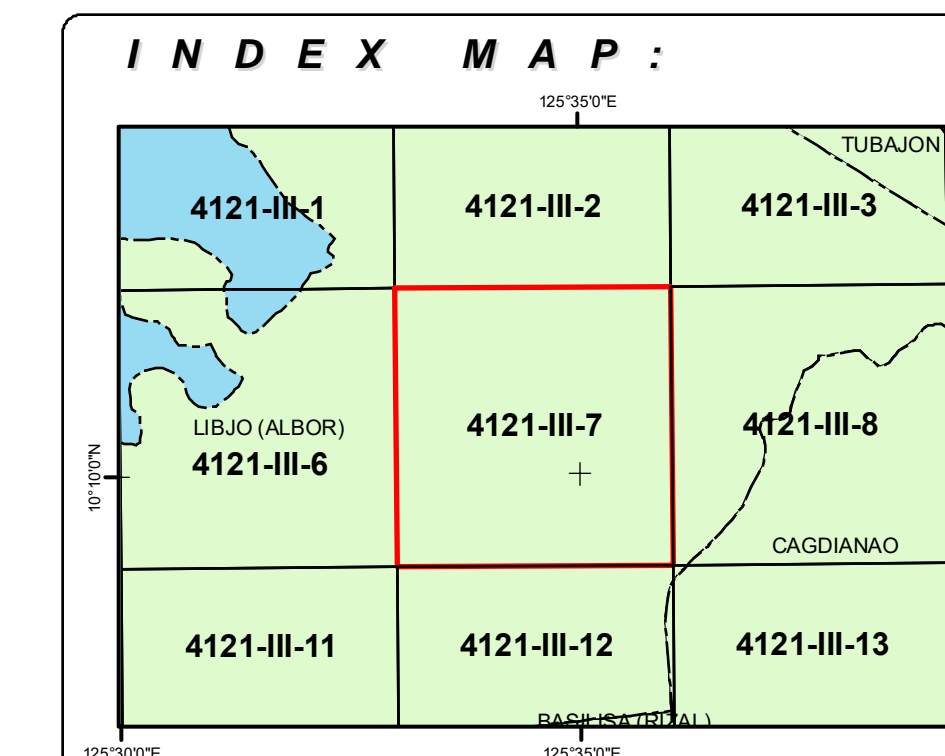 INDEX MAP:
125°35'0"E
TUBAJON
4121-III-1
4121-III-2
4121-III-3
LIBJO (ALBOR)
4121-III-6
4121-III-7
4121-III-8
10°10'0"N
CAGDIANAO
4121-III-11
4121-III-12
4121-III-13
BASILISA (RIZAL)
125°30'0"E
125°35'0"E